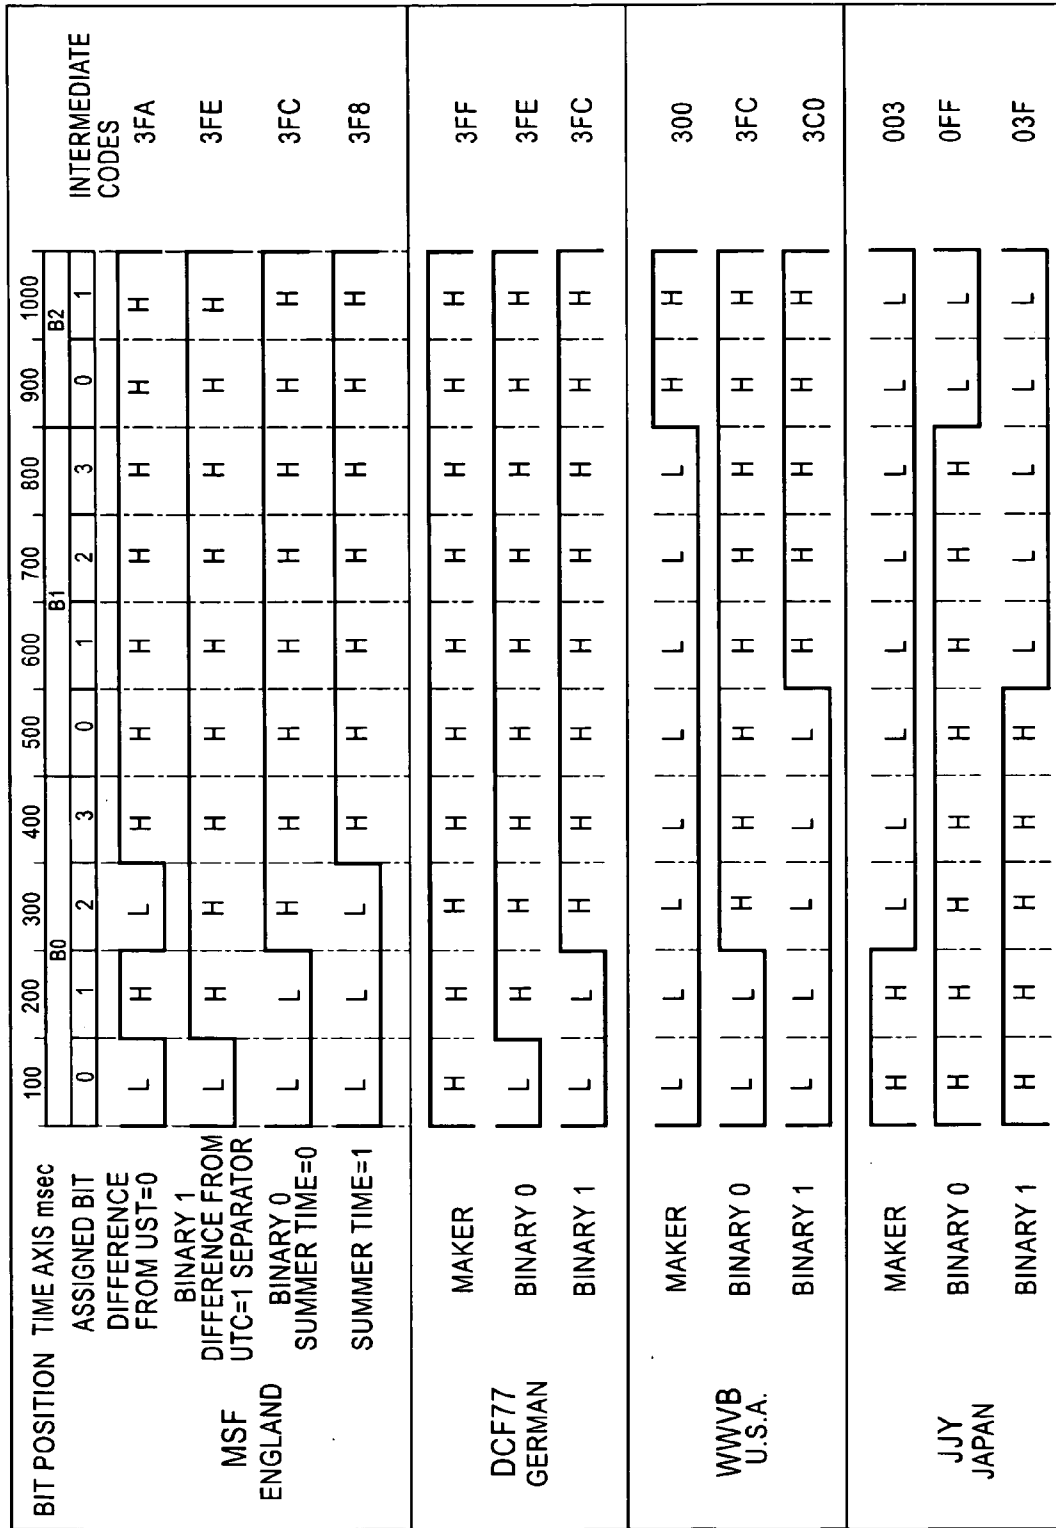 BIT POSITION TIME AXIS msec 100 200 300 400 500 600 700 800 900 1000
B0 B1 B2
ASSIGNED BIT 0 1 2 3 0 1 2 3 0 1 INTERMEDIATE
CODES
MSF
ENGLAND
DIFFERENCE
FROM UST=0 L H L H H H H H H H 3FA
BINARY 1
DIFFERENCE FROM
UTC=1 SEPARATOR L H H H H H H H H H 3FE
BINARY 0
SUMMER TIME=0 L L H H H H H H H H 3FC
SUMMER TIME=1 L L L H H H H H H H 3F8
DCF77
GERMAN
MAKER H H H H H H H H H H 3FF
BINARY 0 L H H H H H H H H H 3FE
BINARY 1 L L H H H H H H H H 3FC
WWVB
U.S.A.
MAKER L L L L L L L L H H 300
BINARY 0 L L H H H H H H H H 3FC
BINARY 1 L L L L L H H H H H 3C0
JJY
JAPAN
MAKER H H L L L L L L L L 003
BINARY 0 H H H H H H H H L L 0FF
BINARY 1 H H H H H L L L L L 03F